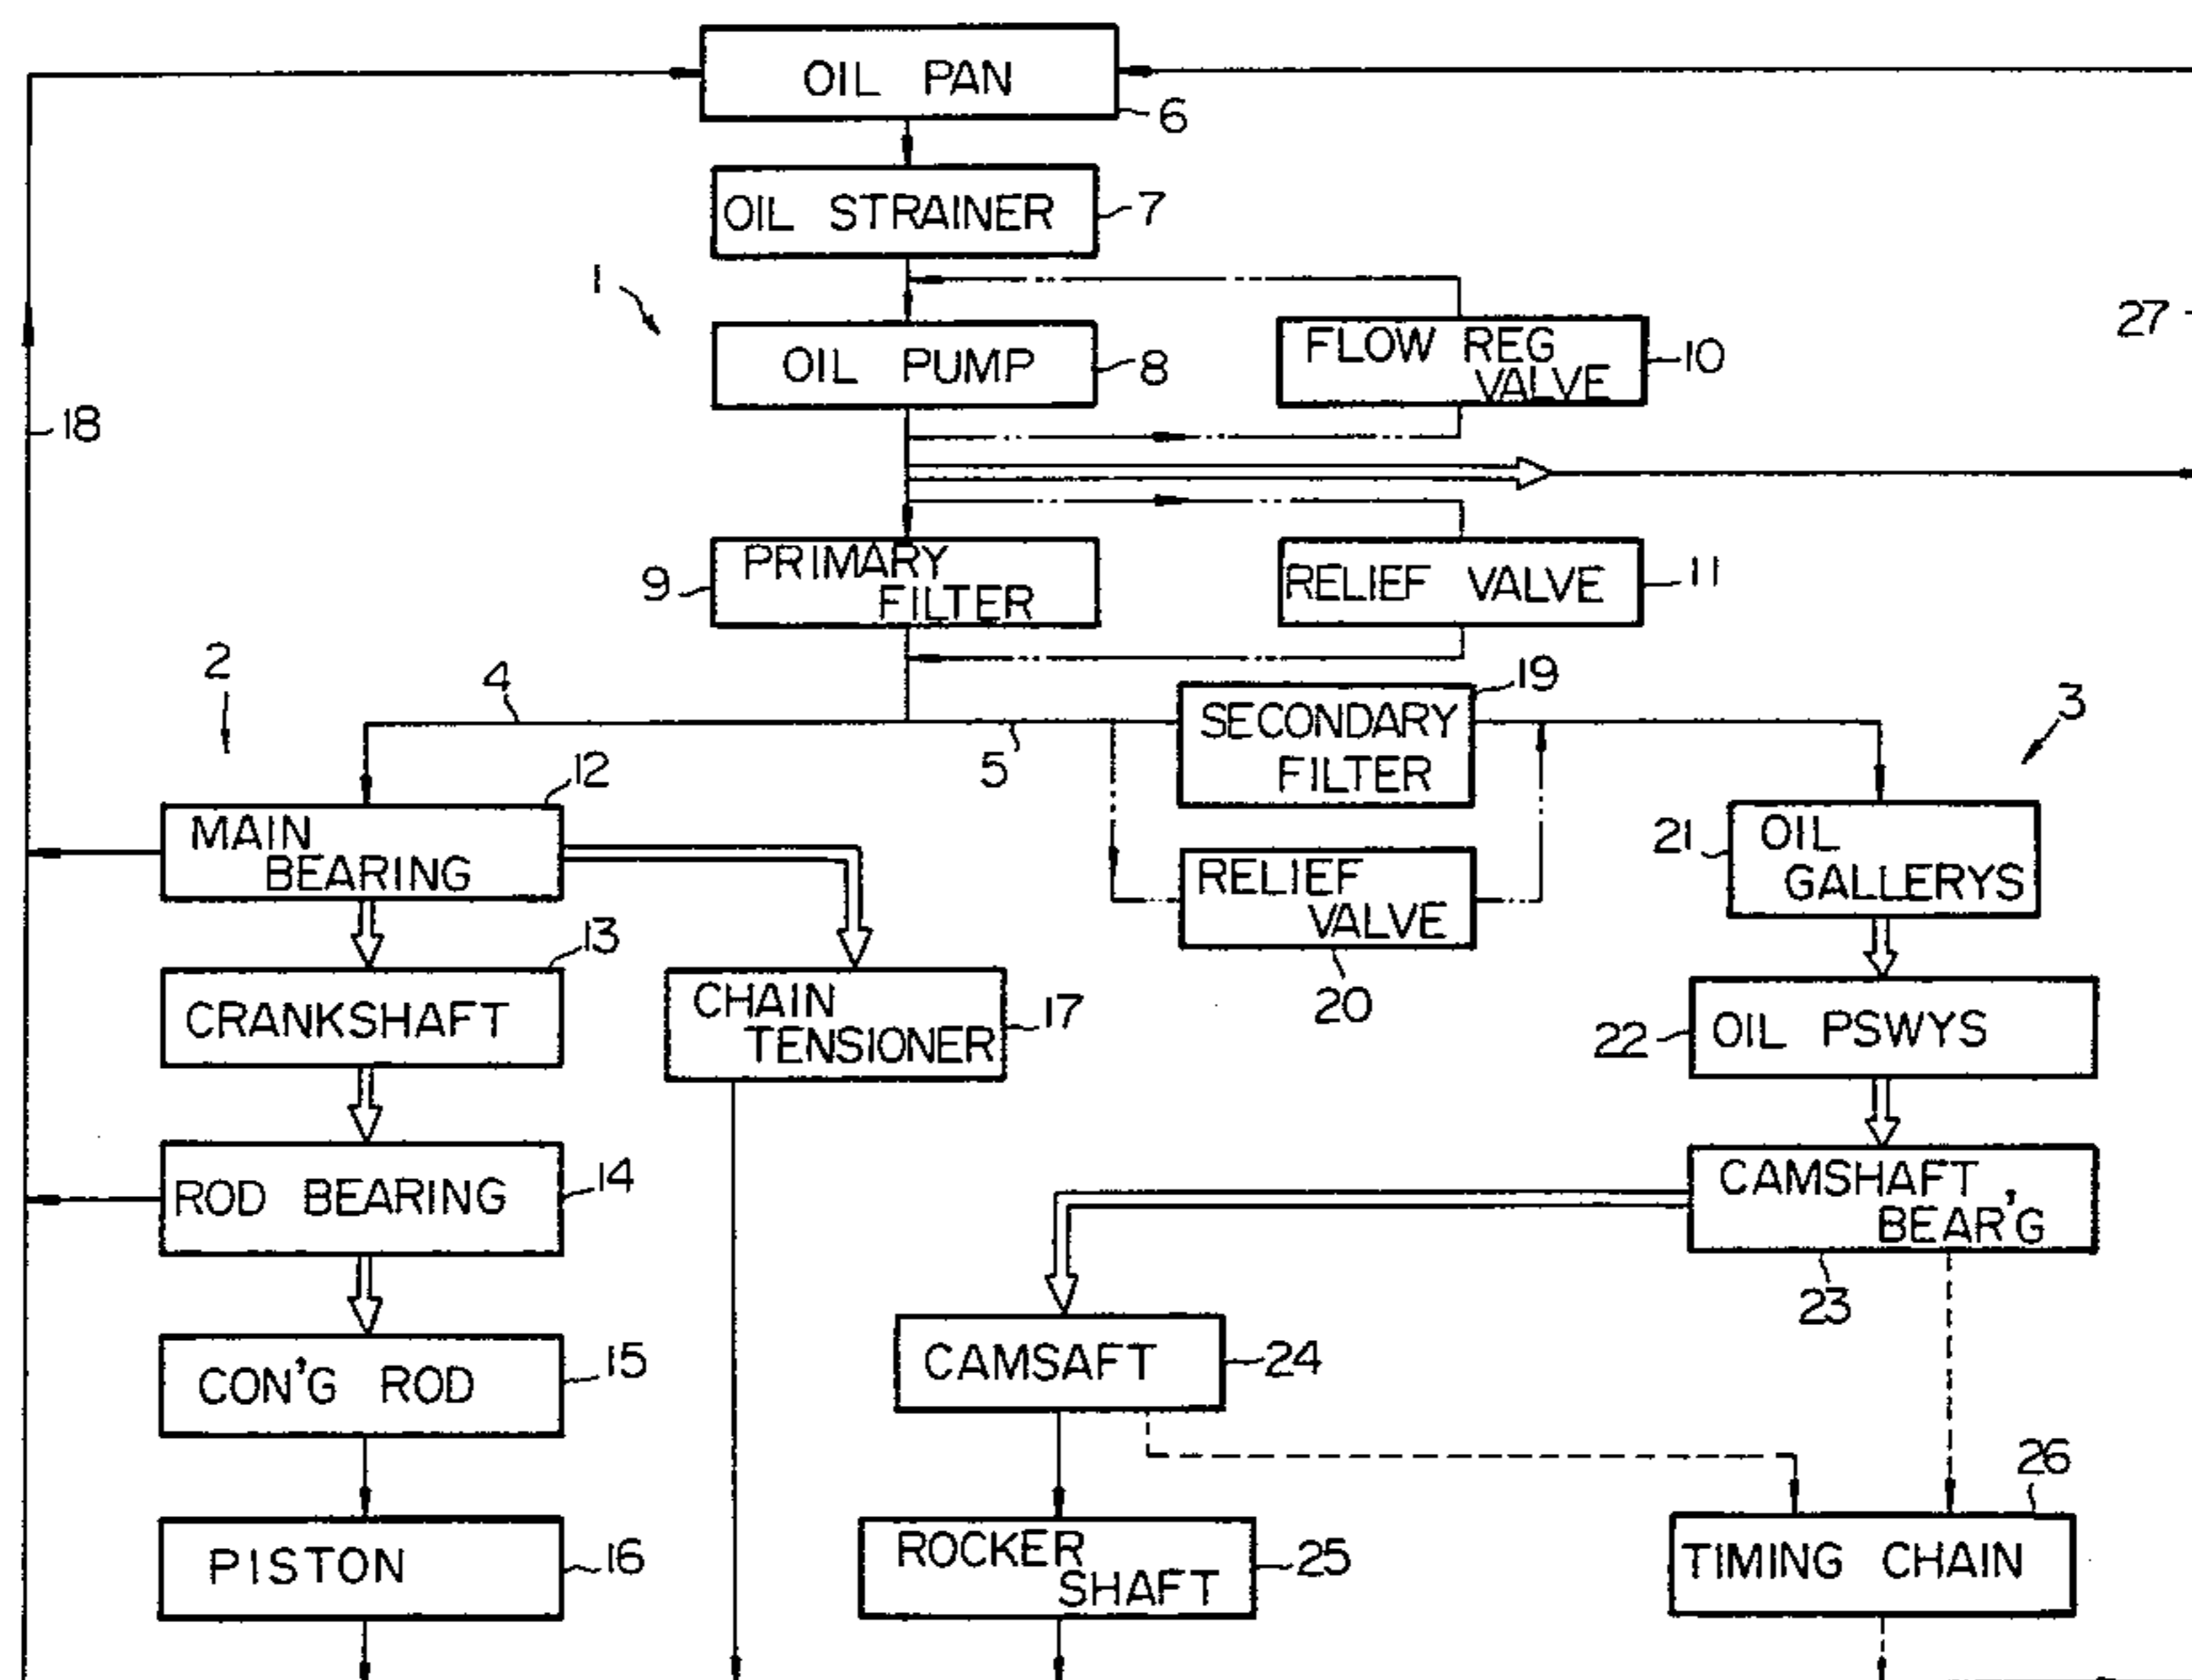 OIL PAN
6
OIL STRAINER
7
1
OIL PUMP
8
FLOW REG
VALVE
10
27
18
PRIMARY
FILTER
9
RELIEF VALVE
11
2
4
5
SECONDARY
FILTER
19
3
12
MAIN
BEARING
RELIEF
VALVE
20
21
OIL
GALLERYS
13
CRANKSHAFT
CHAIN
TENSIONER
17
22
OIL PSWYS
ROD BEARING
14
CAMSHAFT
BEAR'G
23
CON'G ROD
15
CAMSAFT
24
26
PISTON
16
ROCKER
SHAFT
25
TIMING CHAIN